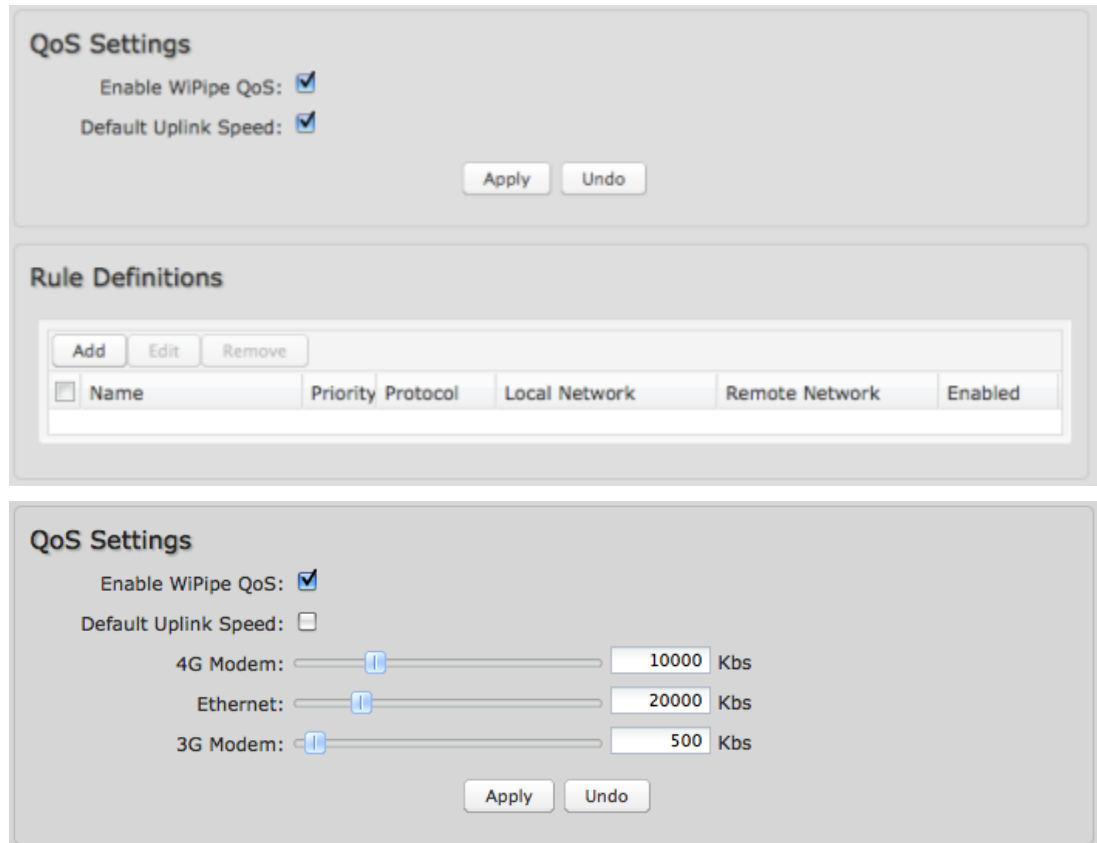 QoS Settings
Enable WiPipe QoS:
Default Uplink Speed:
Apply Undo
Rule Definitions
Add Edit Remove
Name Priority Protocol Local Network Remote Network Enabled
QoS Settings
Enable WiPipe QoS:
Default Uplink Speed:
4G Modem: 10000 Kbs
Ethernet: 20000 Kbs
3G Modem: 500 Kbs
Apply Undo